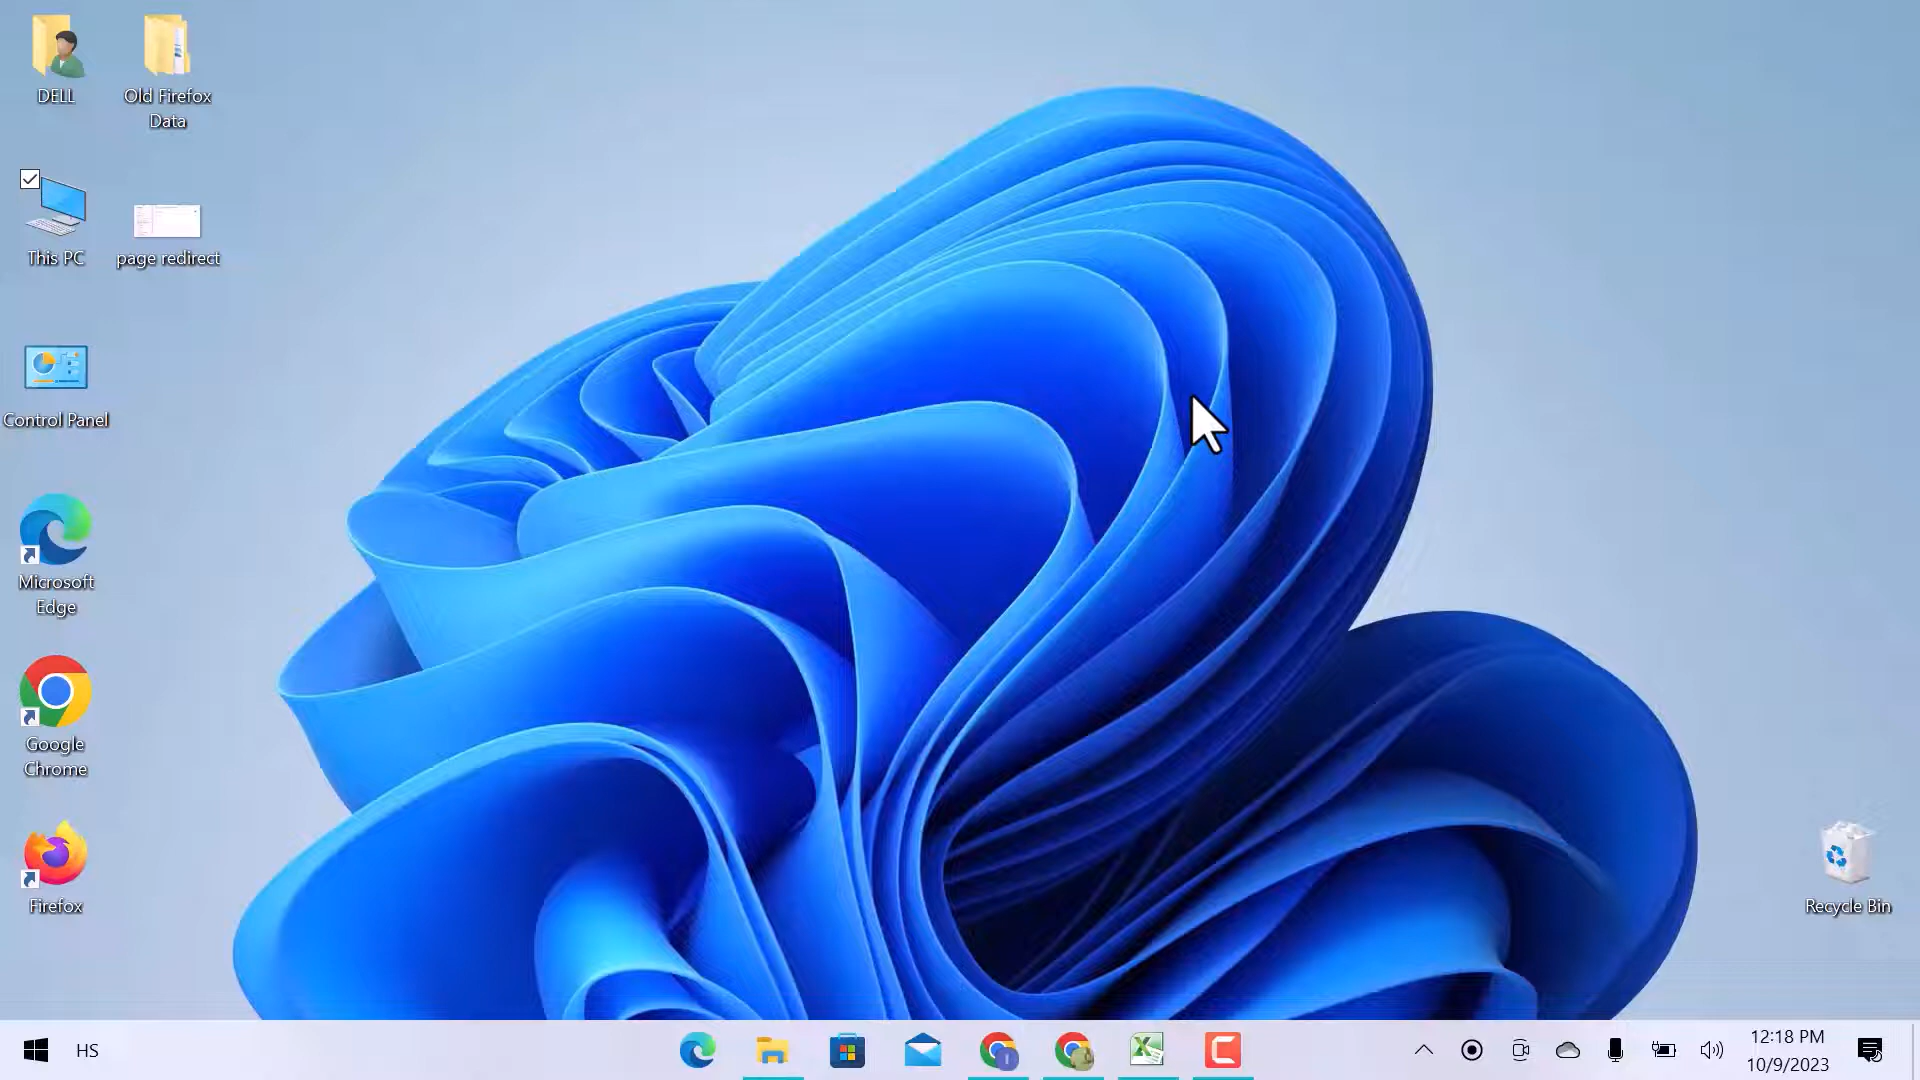 DELL
Old Firefox
Data
This PC
page redirect
Control Panel
Microsoft
Edge
Google
Chrome
Firefox
Recycle Bin
HS
12:18 PM
10/9/2023